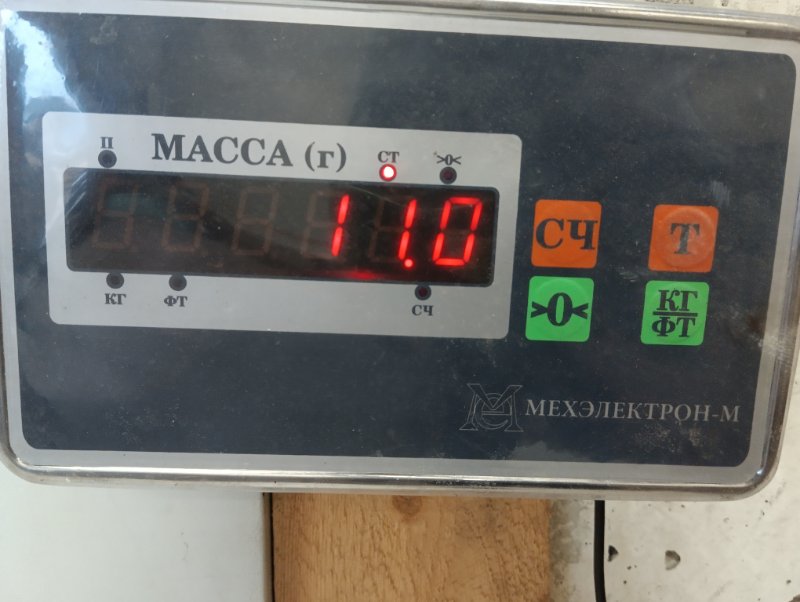 П МАССА (г) СТ >0<
11.0
КГ ФТ СЧ
СЧ Т
>0< КГ
ФТ
МЕХЭЛЕКТРОН-М